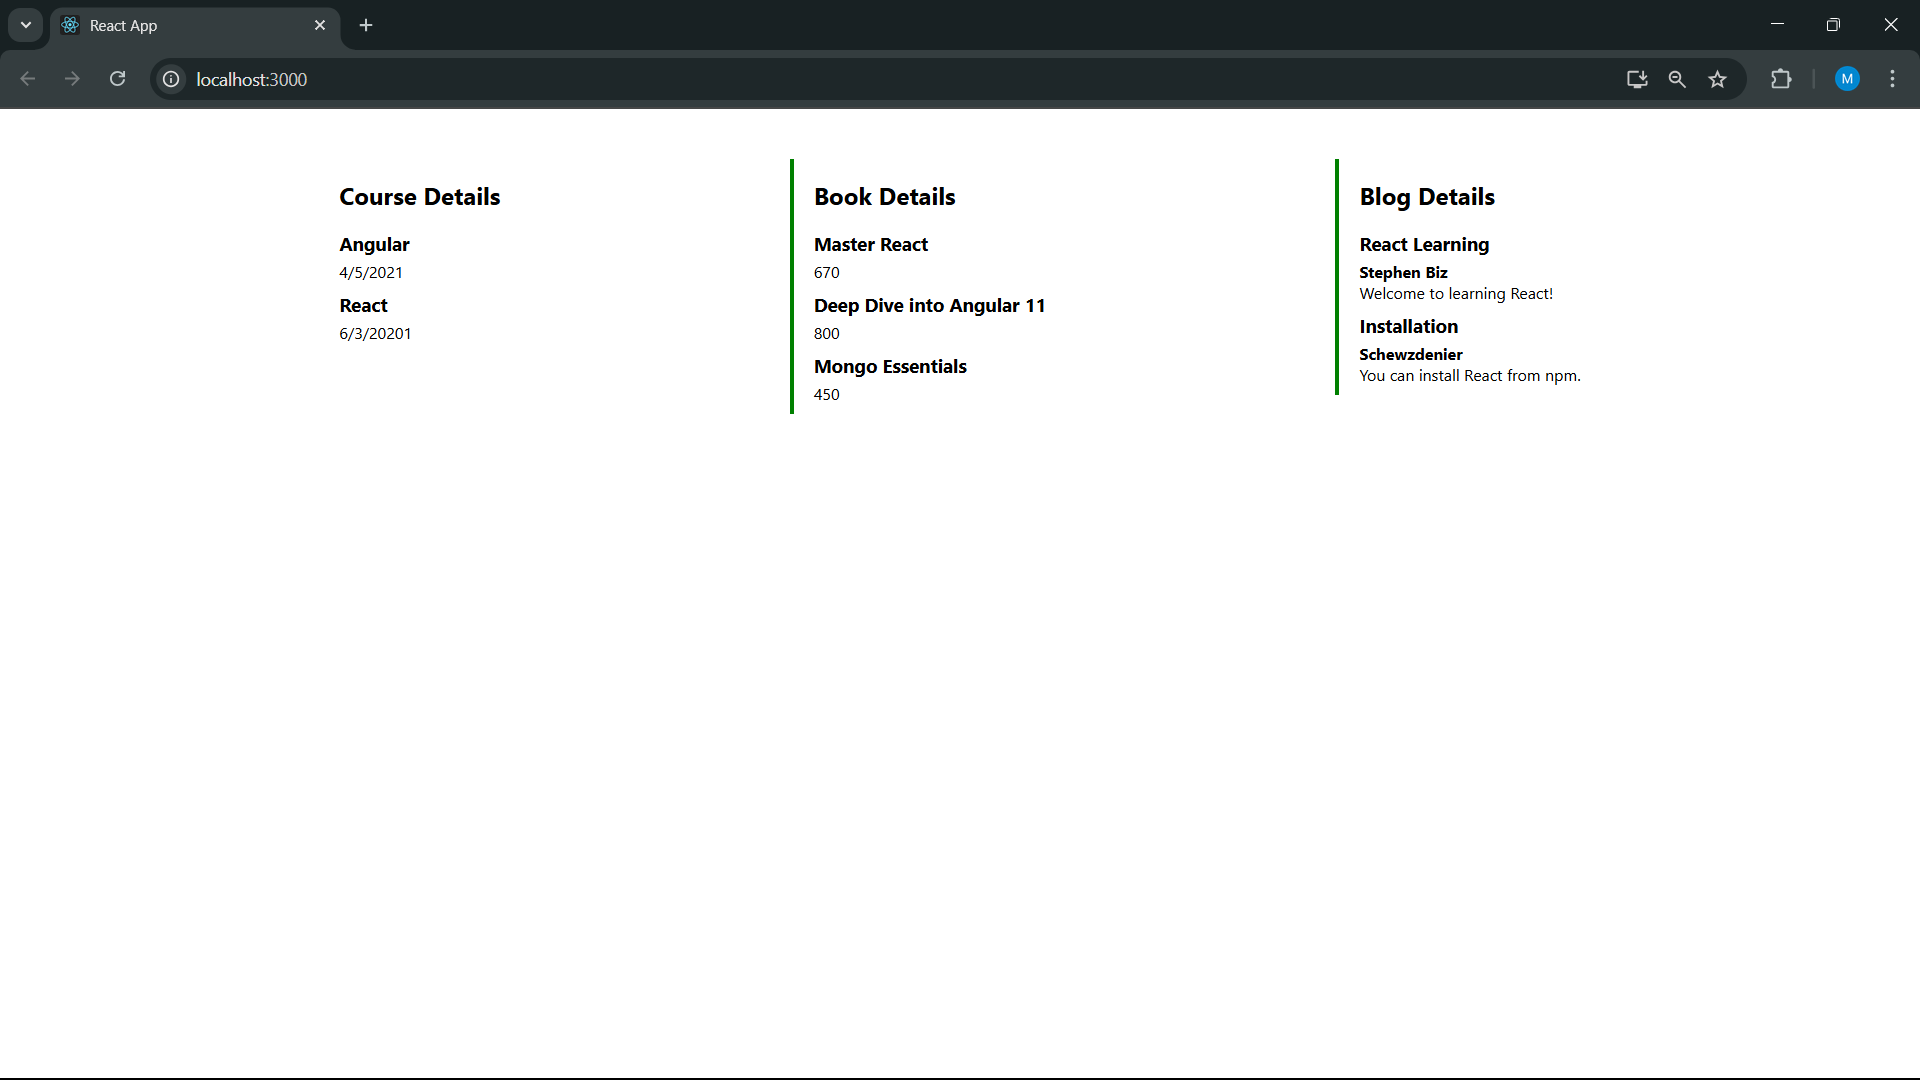 React App
localhost:3000
M
Course Details
Angular
4/5/2021
React
6/3/20201
Book Details
Master React
670
Deep Dive into Angular 11
800
Mongo Essentials
450
Blog Details
React Learning
Stephen Biz
Welcome to learning React!
Installation
Schewzdenier
You can install React from npm.